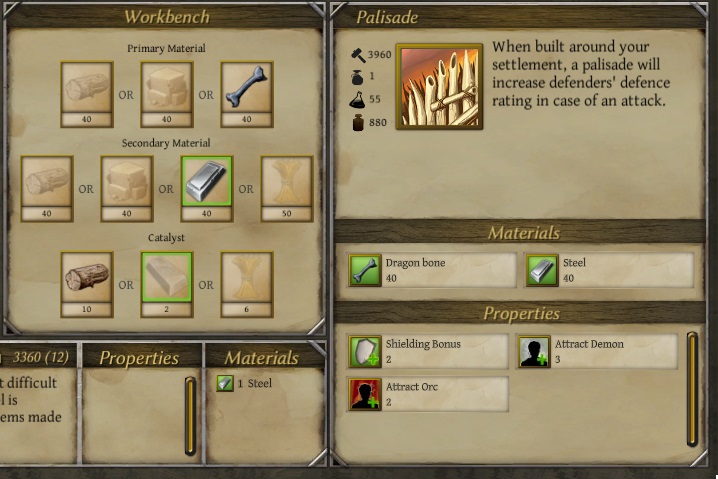 Workbench
Primary Material
OR
OR
40
40
40
Secondary Material
OR
OR
OR
40
40
40
50
Catalyst
OR
OR
10
2
6
3360 (12)
t difficult
l is
ems made
Properties
Materials
1 Steel
Palisade
3960
1
55
880
When built around your
settlement, a palisade will
increase defenders' defence
rating in case of an attack.
Materials
Dragon bone
40
Steel
40
Properties
Shielding Bonus
2
Attract Demon
3
Attract Orc
2